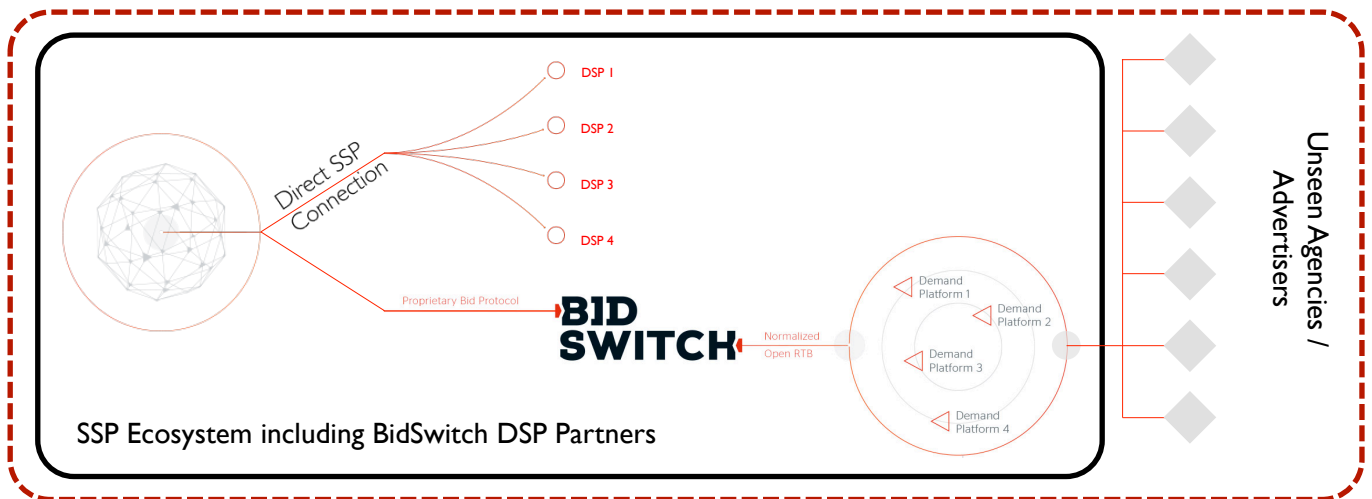 DSP 1
DSP 2
DSP 3
DSP 4
Direct SSP
Connection
Proprietary Bid Protocol
BID
SWITCH
Normalized
Open RTB
Demand
Platform 1
Demand
Platform 2
Demand
Platform 3
Demand
Platform 4
SSP Ecosystem including BidSwitch DSP Partners
Unseen Agencies /
Advertisers